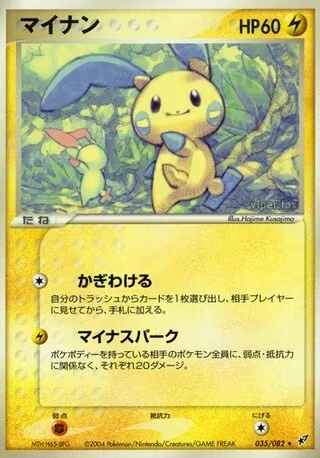 マイナン
HP60
viper.fox
たね
Illus.Hajime Kusajima
かぎわける
自分のトラッシュからカードを1枚選び出し、相手プレイヤー
に見せてから、手札に加える。
マイナスパーク
ポケボディーを持っている相手のポケモン全員に、弱点・抵抗力
に関係なく、それぞれ20ダメージ。
弱点
抵抗力
にげる
MTH H65 BFG
©2004 Pokémon/Nintendo/Creatures/GAME FREAK
035/082 ★